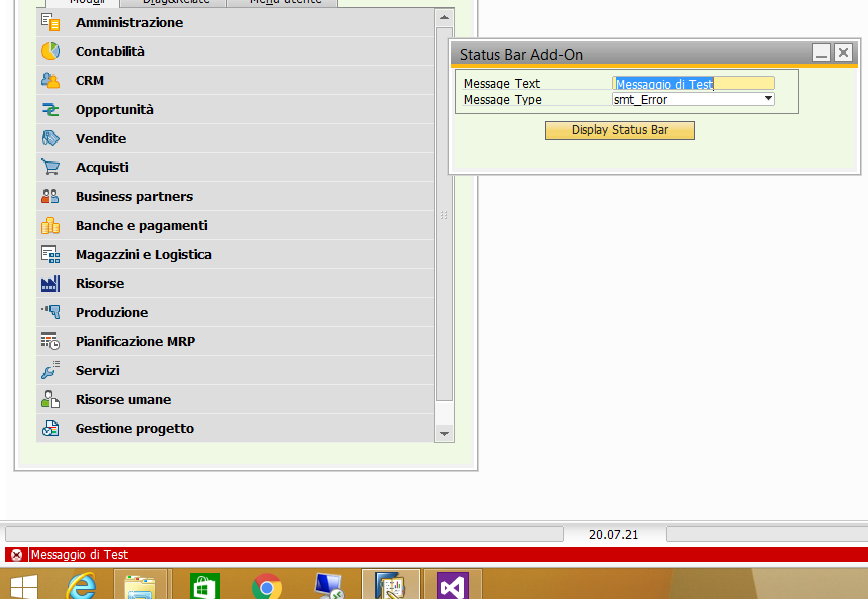 Moduli
Drag&Relate
Menu utente
Amministrazione
Contabilità
CRM
Opportunità
Vendite
Acquisti
Business partners
Banche e pagamenti
Magazzini e Logistica
Risorse
Produzione
Pianificazione MRP
Servizi
Risorse umane
Gestione progetto
Status Bar Add-On
Message Text Messaggio di Test
Message Type smt_Error
Display Status Bar
20.07.21
Messaggio di Test